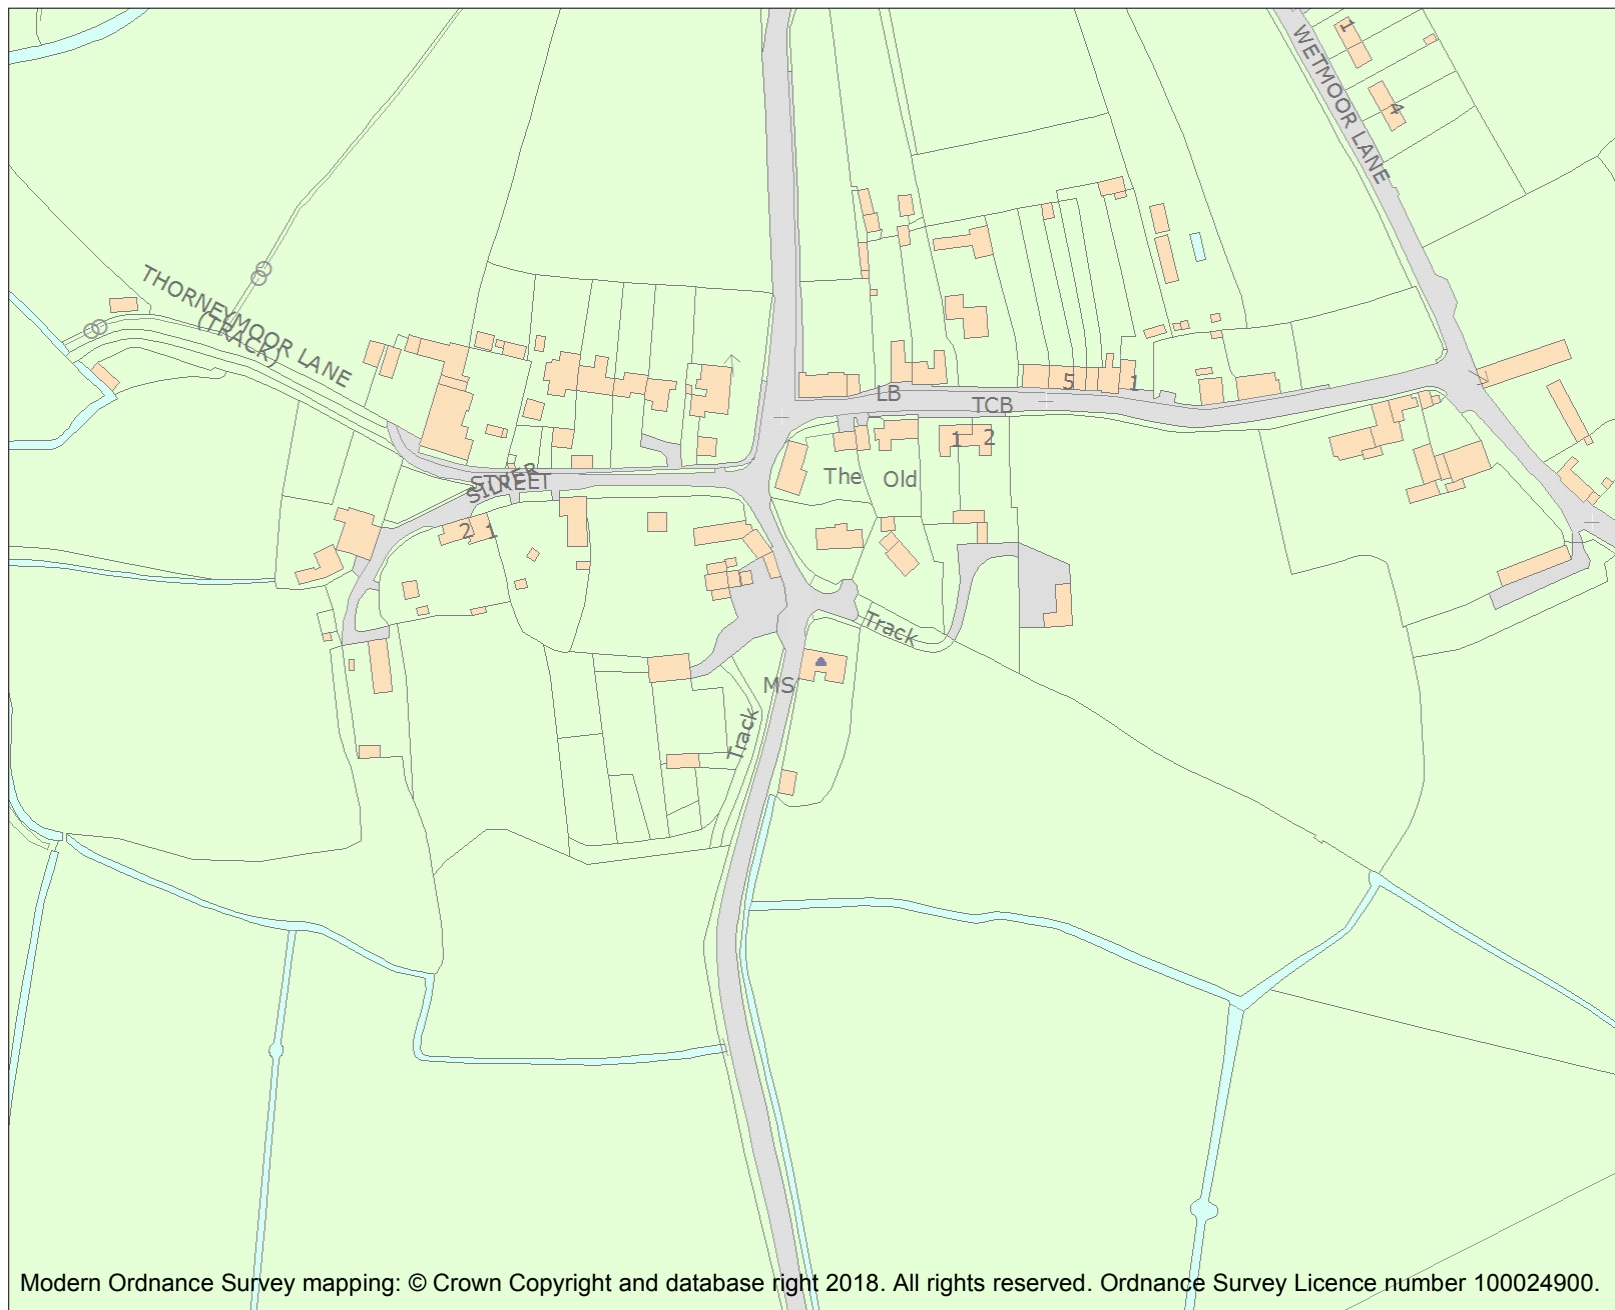 WETMOOR LANE
1
4
THORNEYMOOR LANE
(TRACK)
5
1
LB
TCB
1
2
The Old
SILVER
STREET
2
1
Track
MS
Track
Modern Ordnance Survey mapping: © Crown Copyright and database right 2018. All rights reserved. Ordnance Survey Licence number 100024900.